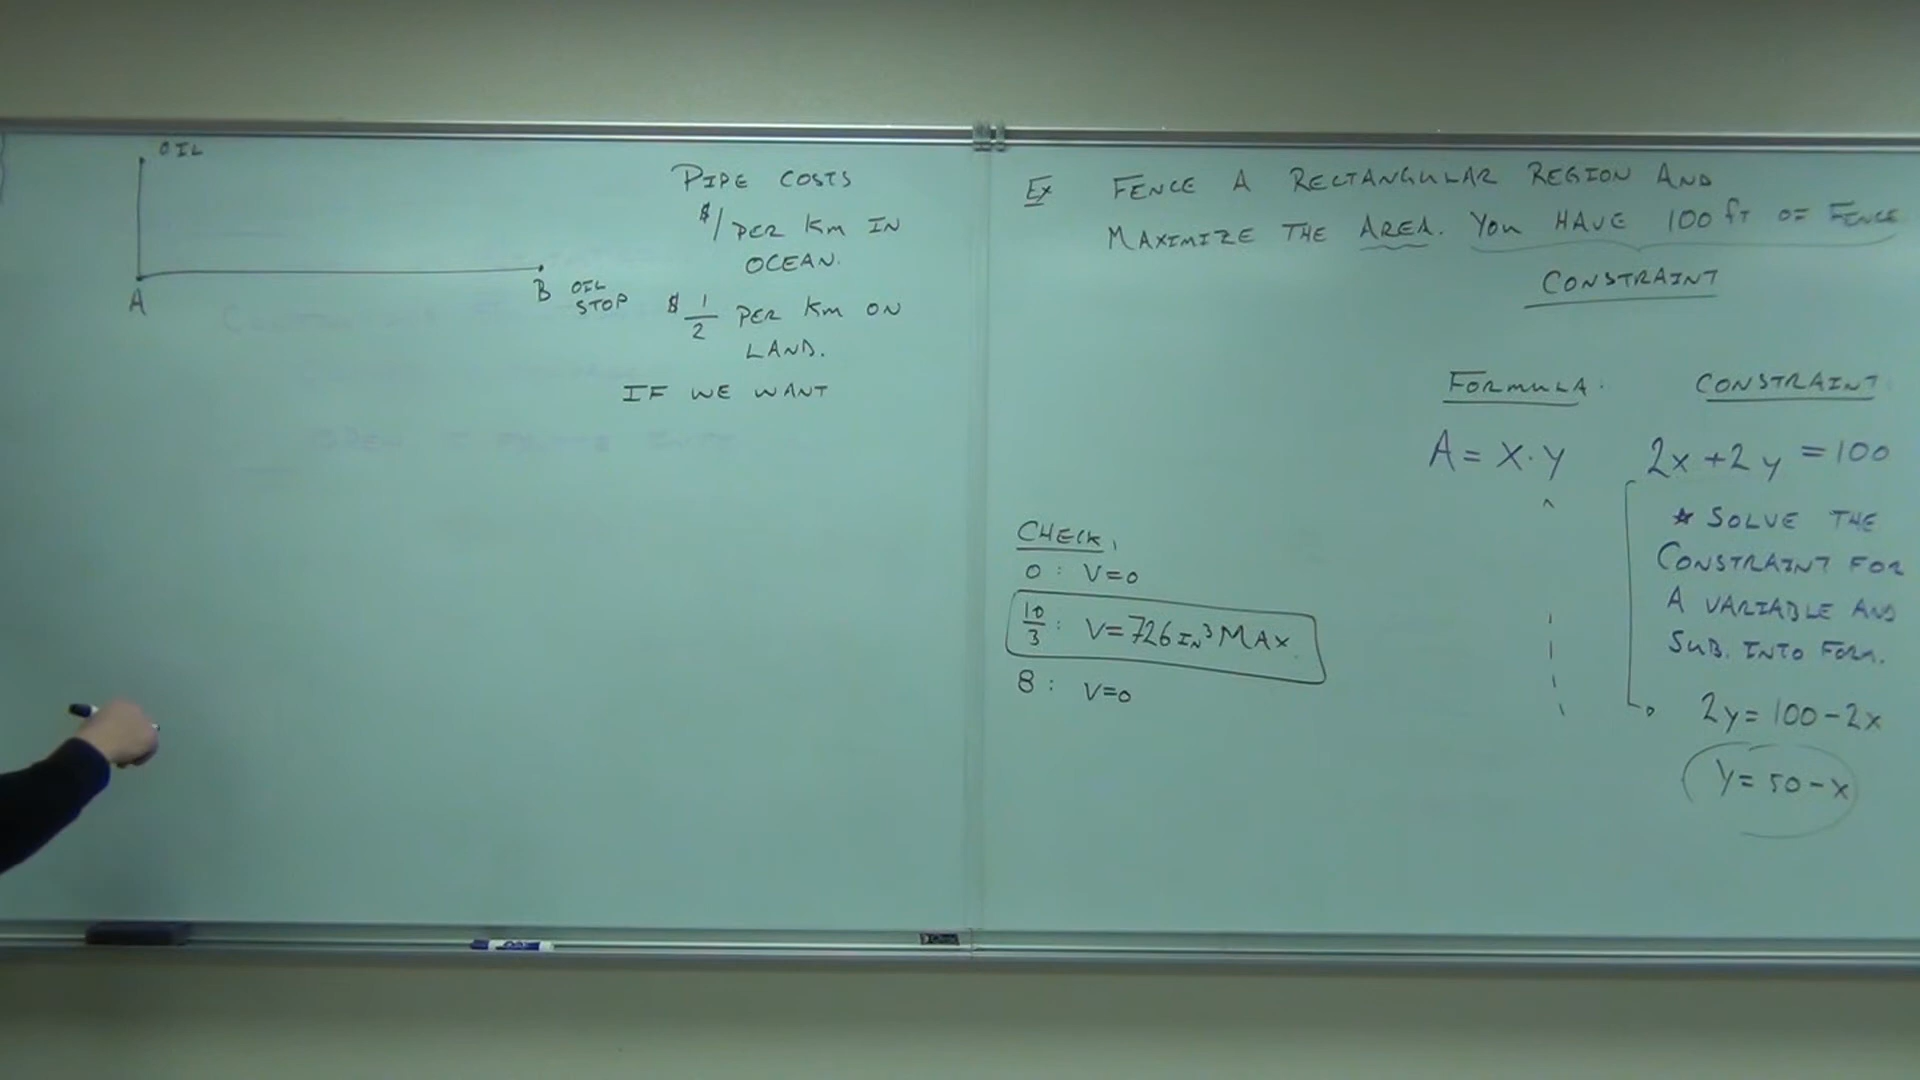 OIL
A
B OIL
STOP
PIPE COSTS
$1 PER KM IN
OCEAN.
$ 1/2 PER KM ON
LAND.
IF WE WANT
Ex FENCE A RECTANGULAR REGION AND
MAXIMIZE THE AREA. YOU HAVE 100 ft OF FENCE
CONSTRAINT
FORMULA. CONSTRAINT.
A = X · Y
2x + 2y = 100
★ SOLVE THE
CONSTRAINT FOR
A VARIABLE AND
SUB. INTO FORM.
2y = 100 - 2x
Y = 50 - x
CHECK,
0 : V=0
10/3 : V=726 IN³ MAX.
8 : V=0